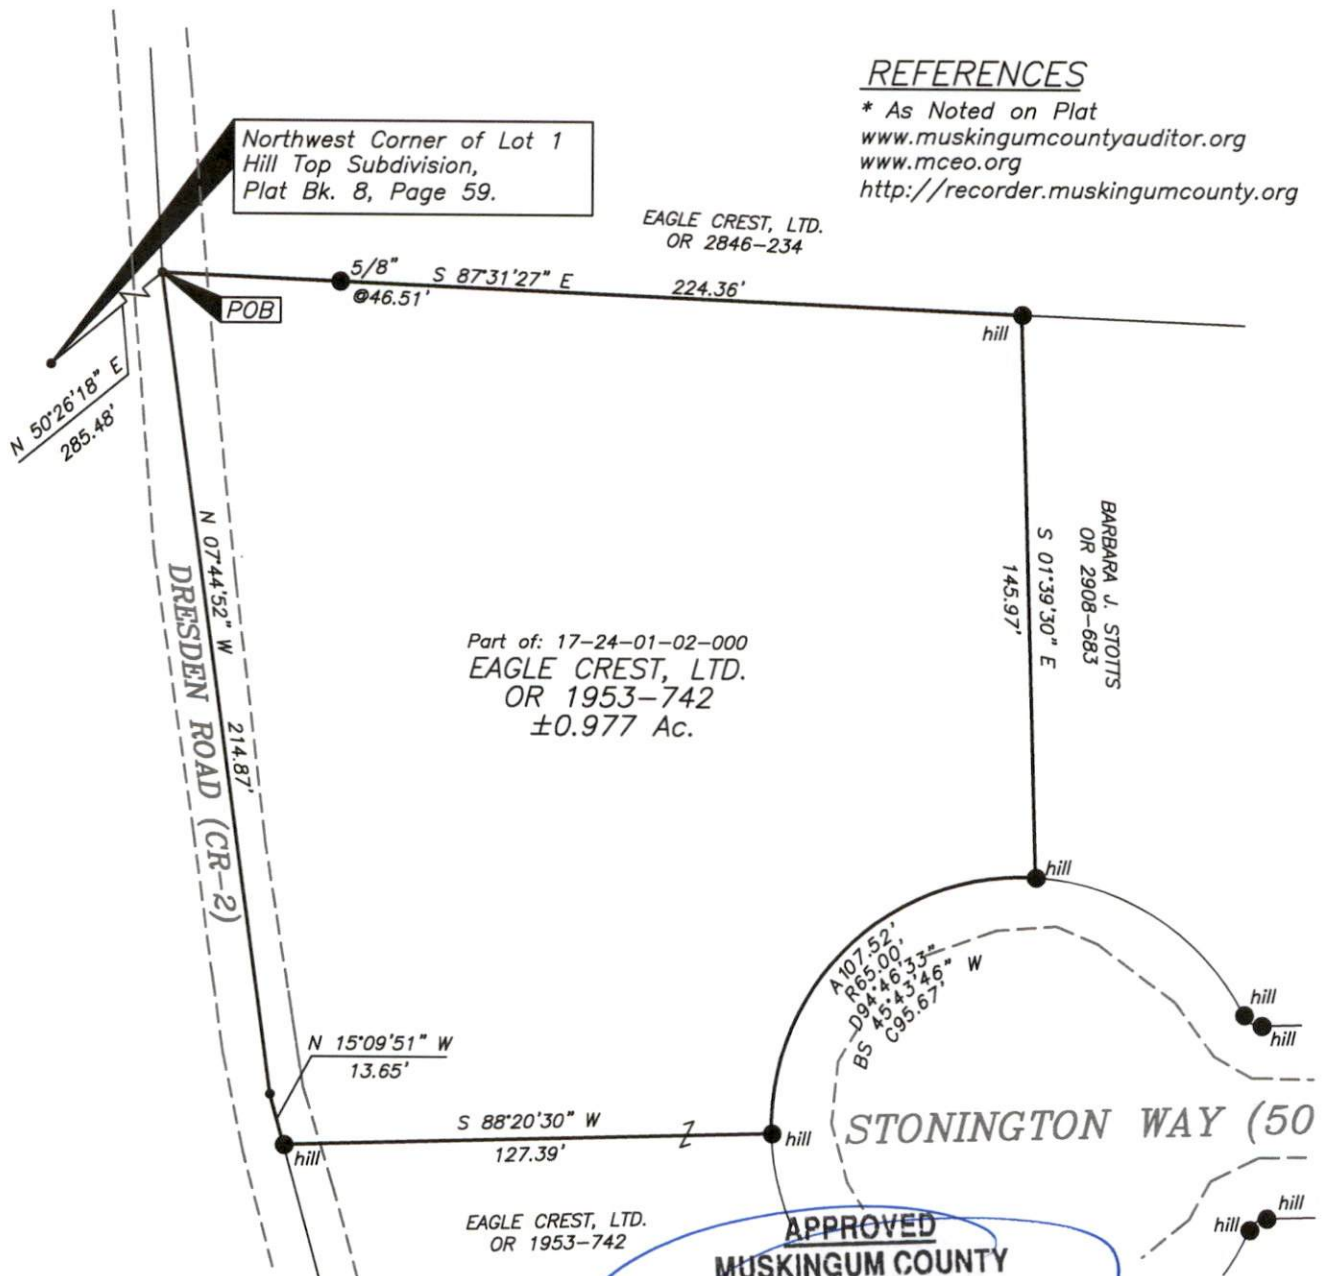 REFERENCES
* As Noted on Plat
www.muskingumcountyauditor.org
www.mceo.org
http://recorder.muskingumcounty.org
Northwest Corner of Lot 1
Hill Top Subdivision,
Plat Bk. 8, Page 59.
EAGLE CREST, LTD.
OR 2846-234
5/8"
@46.51'
S 87°31'27" E
224.36'
POB
hill
N 50°26'18" E
285.48'
N 07°44'52" W
214.87'
DRESDEN ROAD (CR-2)
S 01°39'30" E
145.97'
BARBARA J. STOTTS
OR 2908-683
Part of: 17-24-01-02-000
EAGLE CREST, LTD.
OR 1953-742
±0.977 Ac.
hill
A107.52'
R65.00'
D94°46'33"
BS 45°43'46" W
C95.67'
hill
hill
N 15°09'51" W
13.65'
S 88°20'30" W
127.39'
hill
hill
STONINGTON WAY (50
EAGLE CREST, LTD.
OR 1953-742
hill
hill
APPROVED
MUSKINGUM COUNTY